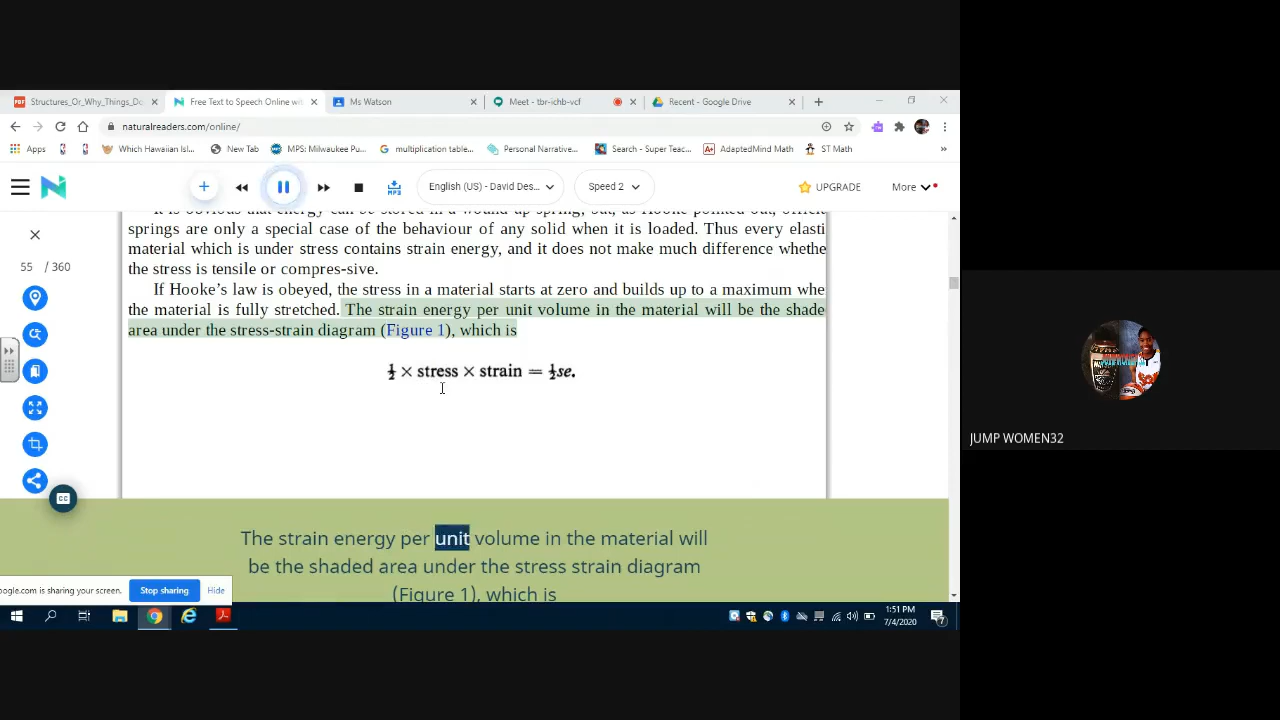 Structures_Or_Why_Things_Do
Free Text to Speech Online wit
Ms Watson
Meet - tbr-ichb-vcf
Recent - Google Drive
naturalreaders.com/online/
Apps
Which Hawaiian Isl...
New Tab
MPS: Milwaukee Pu...
multiplication table...
Personal Narrative...
Search - Super Teac...
AdaptedMind Math
ST Math
MP3
English (US) - David Des...
Speed 2
UPGRADE
More
55 / 360
springs are only a special case of the behaviour of any solid when it is loaded. Thus every elasti
material which is under stress contains strain energy, and it does not make much difference whethe
the stress is tensile or compres-sive.
If Hooke's law is obeyed, the stress in a material starts at zero and builds up to a maximum whe
the material is fully stretched. The strain energy per unit volume in the material will be the shade
area under the stress-strain diagram (Figure 1), which is
½ × stress × strain = ½se.
CC
The strain energy per unit volume in the material will
be the shaded area under the stress strain diagram
(Figure 1), which is
ogle.com is sharing your screen.
Stop sharing
Hide
1:51 PM
7/4/2020
JUMP WOMEN32